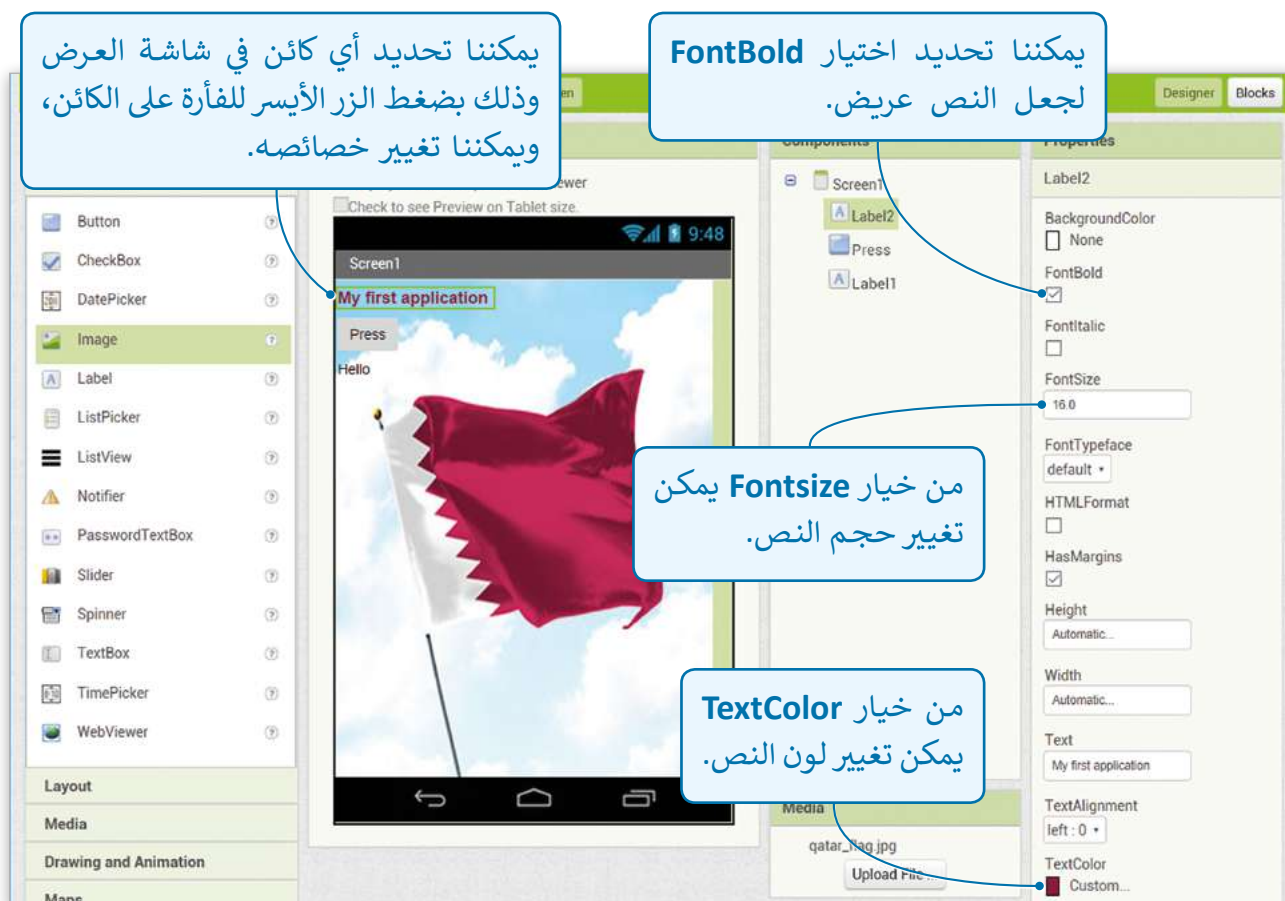 يمكننا تحديد أي كائن في شاشة العرض
وذلك بضغط الزر الأيسر للفأرة على الكائن،
ويمكننا تغيير خصائصه.
يمكننا تحديد اختيار FontBold
لجعل النص عريض.
Designer Blocks
Button
CheckBox
DatePicker
Image
Label
ListPicker
ListView
Notifier
PasswordTextBox
Slider
Spinner
TextBox
TimePicker
WebViewer
Layout
Media
Drawing and Animation
Maps
Check to see Preview on Tablet size.
9:48
Screen1
My first application
Press
Hello
Components
Screen1
Label2
Press
Label1
من خيار Fontsize يمكن
تغيير حجم النص.
من خيار TextColor
يمكن تغيير لون النص.
Media
qatar_flag.jpg
Upload File ...
Properties
Label2
BackgroundColor
None
FontBold
FontItalic
FontSize
16.0
FontTypeface
default
HTMLFormat
HasMargins
Height
Automatic...
Width
Automatic...
Text
My first application
TextAlignment
left : 0
TextColor
Custom...